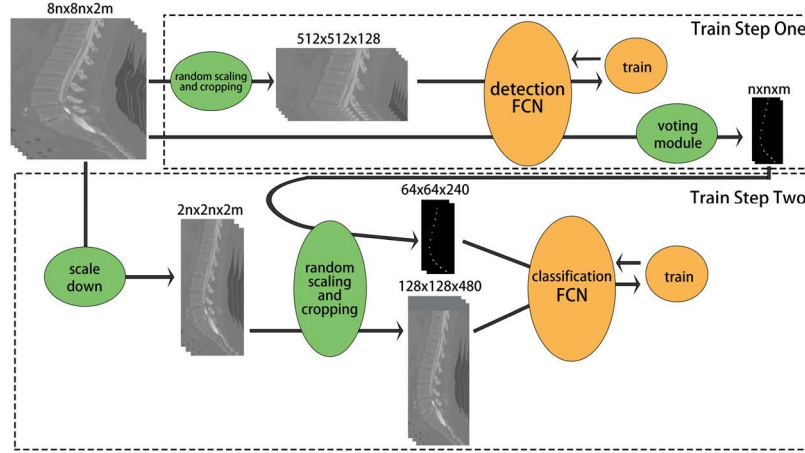 8nx8nx2m
Train Step One
512x512x128
random scaling
and cropping
detection
FCN
train
nxnxm
voting
module
Train Step Two
64x64x240
2nx2nx2m
scale
down
random
scaling
and
cropping
128x128x480
classification
FCN
train